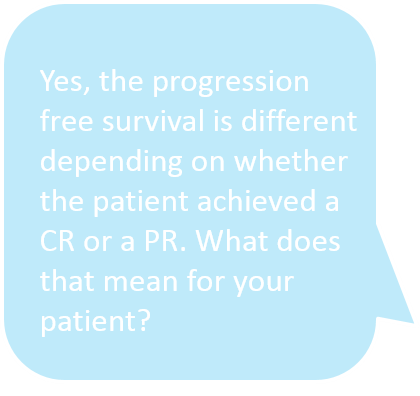 Yes, the progression
free survival is different
depending on whether
the patient achieved a
CR or a PR. What does
that mean for your
patient?